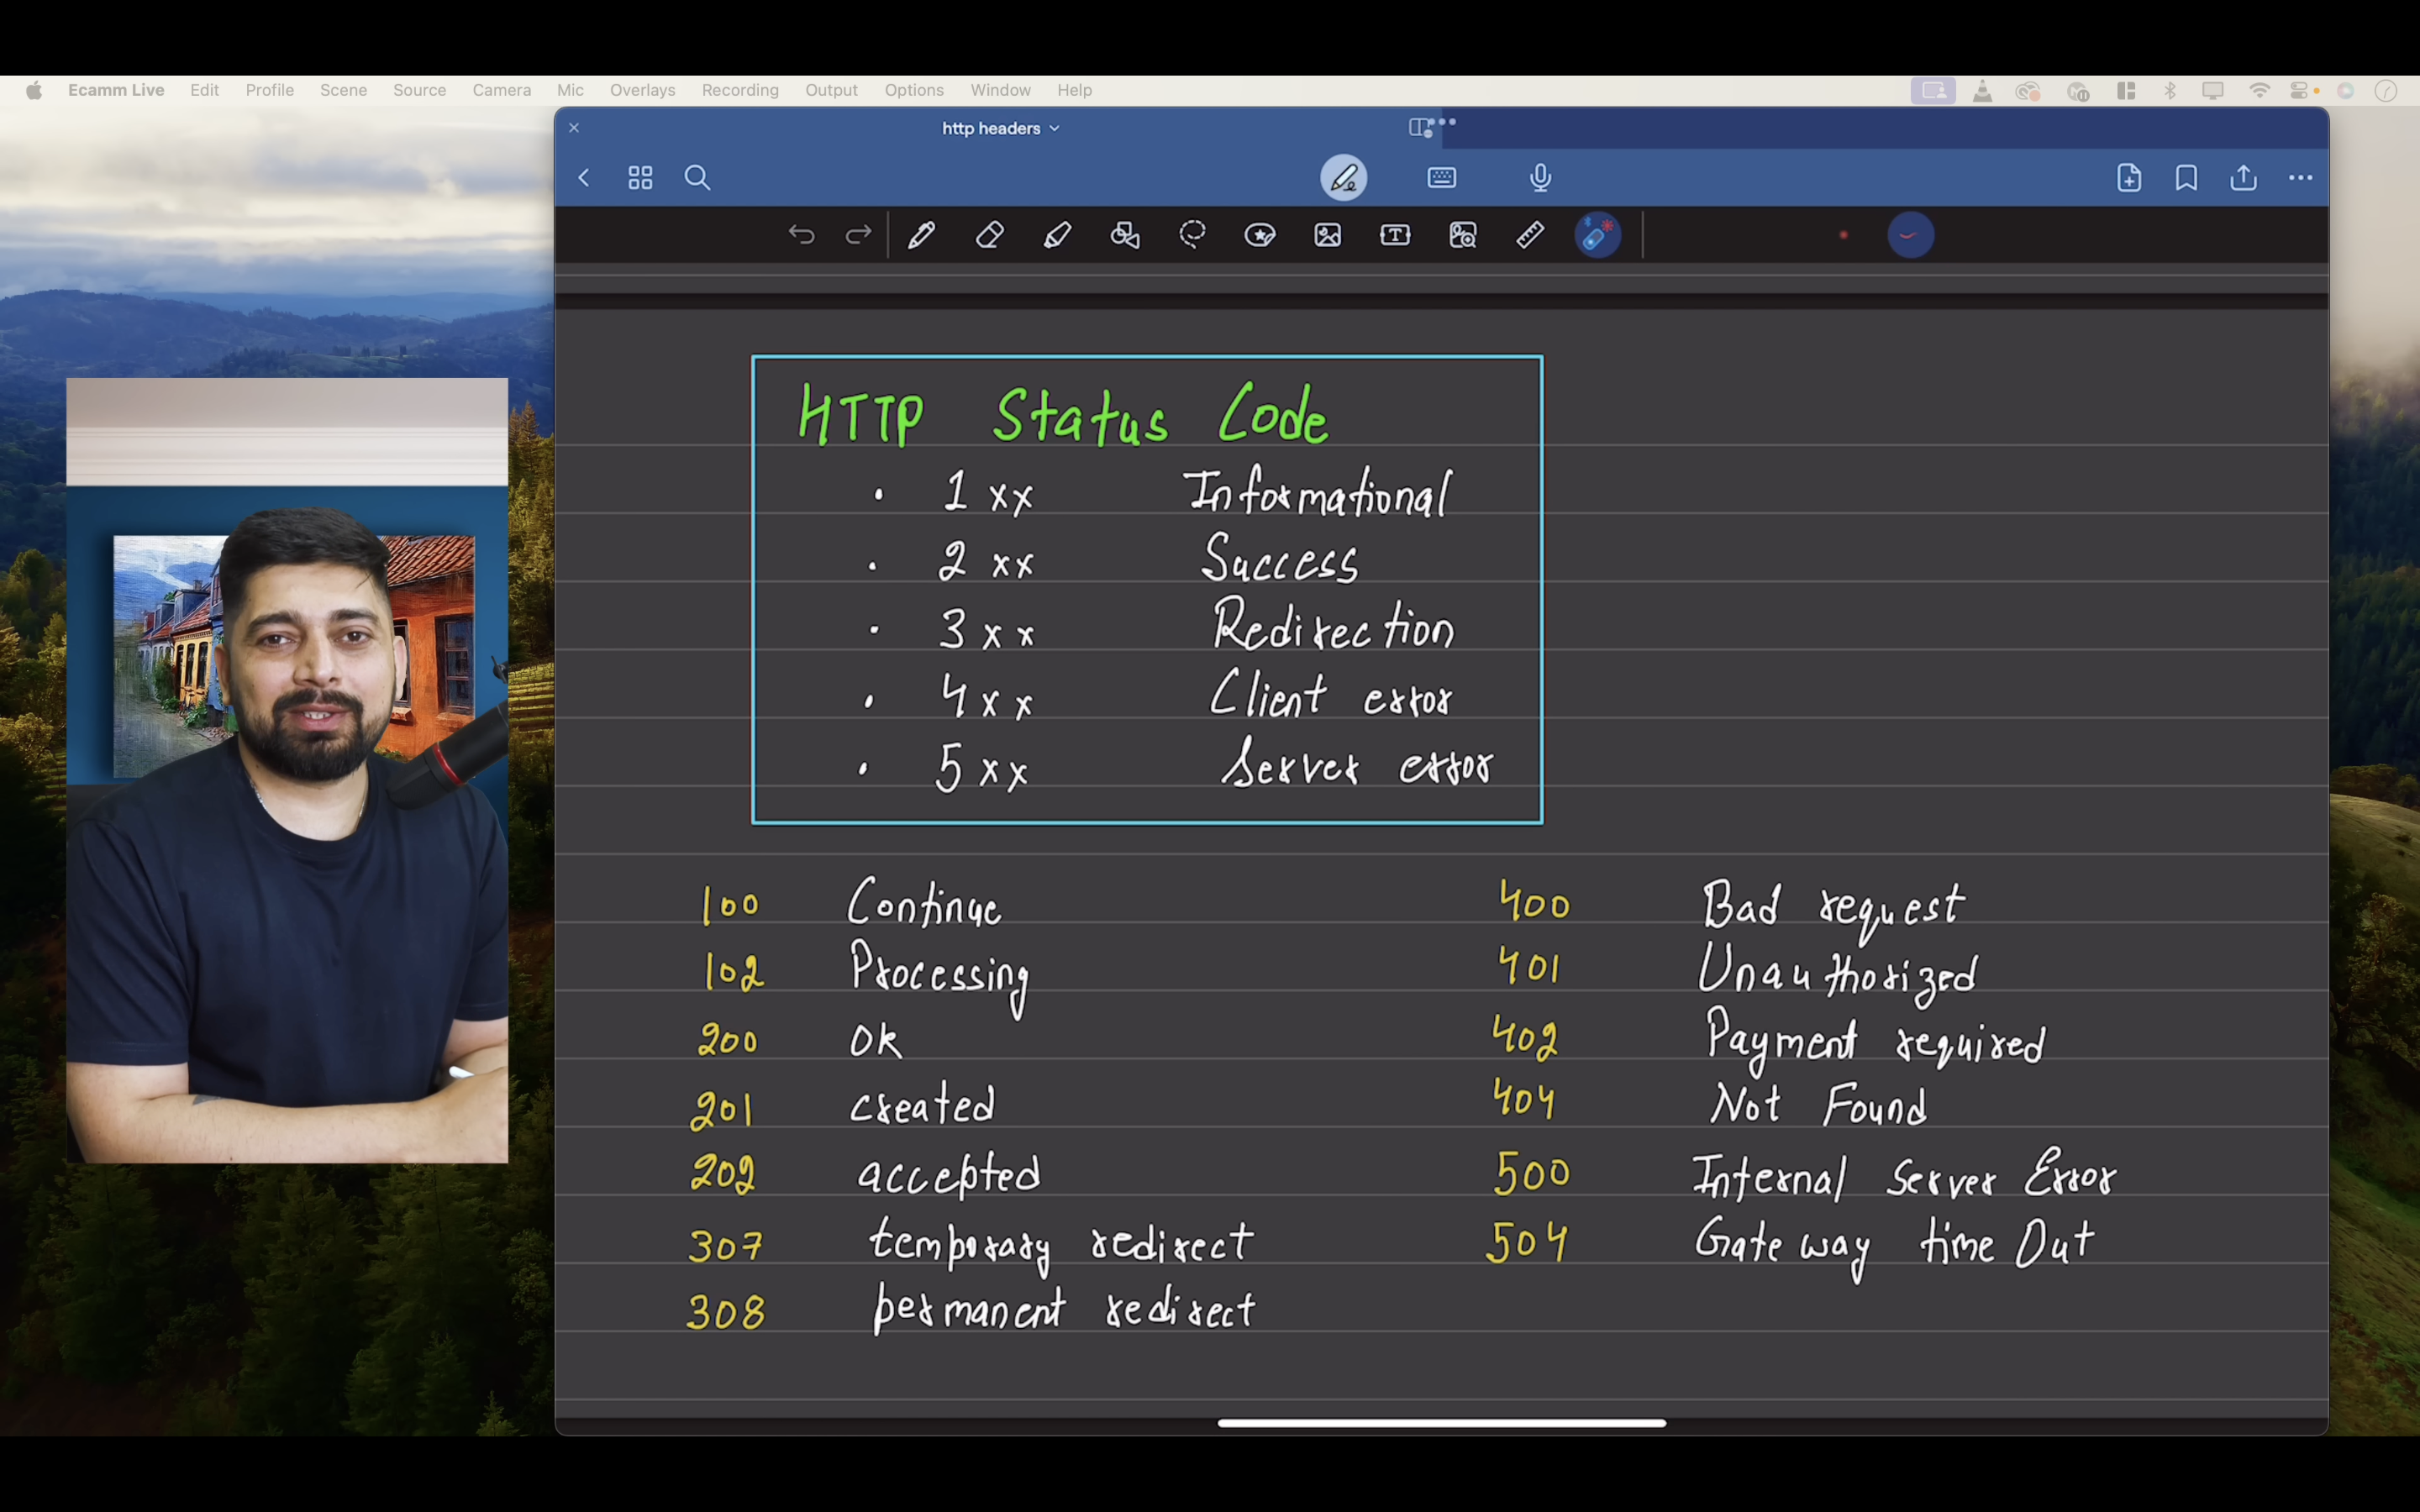 Ecamm Live Edit Profile Scene Source Camera Mic Overlays Recording Output Options Window Help
http headers
HTTP Status Code
• 1xx Informational
• 2xx Success
• 3xx Redirection
• 4xx Client error
• 5xx Server error
100 Continue
102 Processing
200 OK
201 created
202 accepted
307 temporary redirect
308 permanent redirect
400 Bad request
401 Unauthorized
402 Payment required
404 Not Found
500 Internal Server Error
504 Gate way time Out